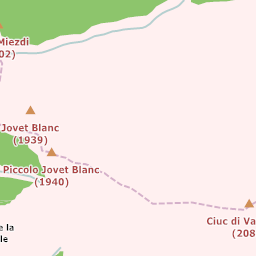 Miezdi
02)
Jovet Blanc
(1939)
Piccolo Jovet Blanc
(1940)
Ciuc di Va
(208
e la
le